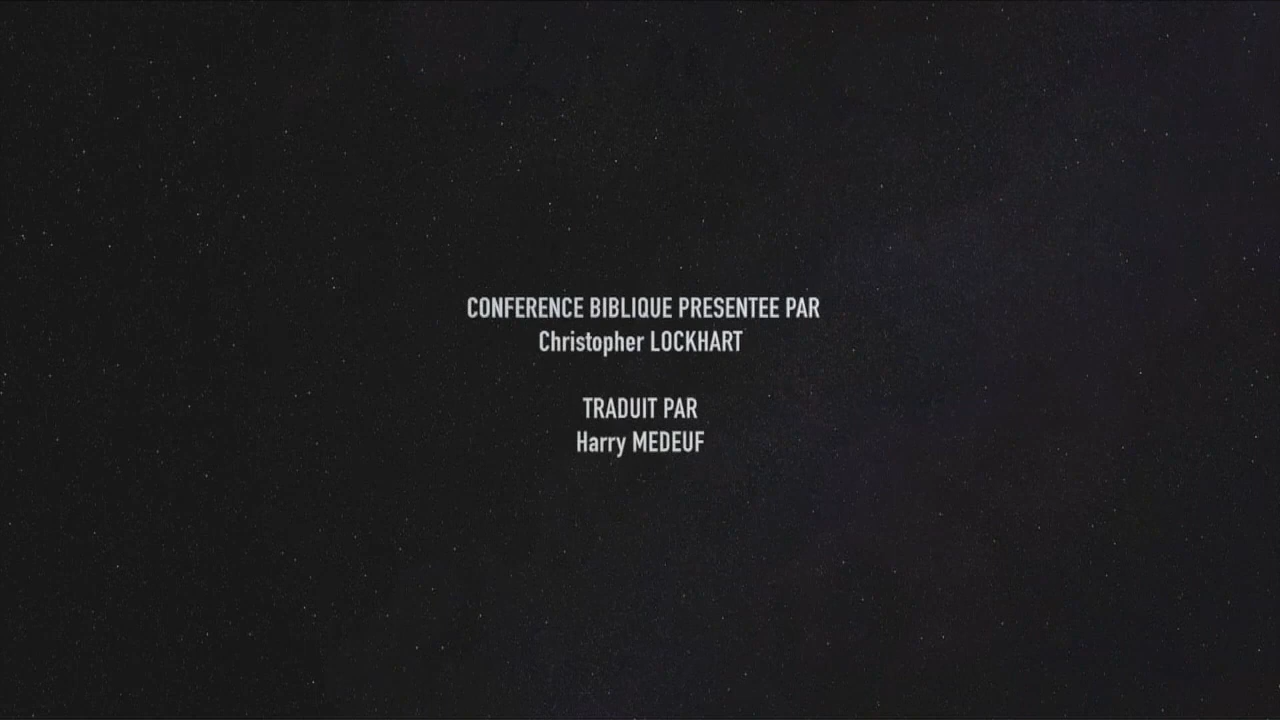 CONFERENCE BIBLIQUE PRESENTEE PAR
Christopher LOCKHART
TRADUIT PAR
Harry MEDEUF